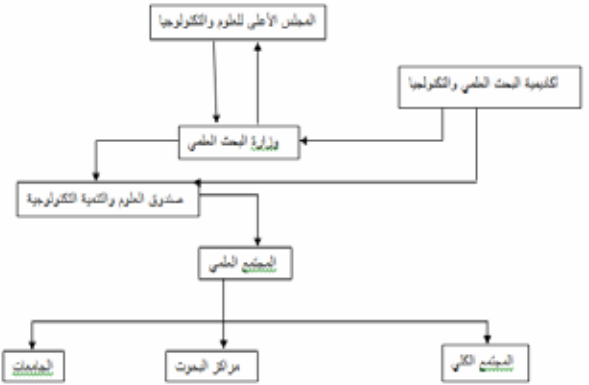 المجلس الأعلى للعلوم والتكنولوجيا
أكاديمية البحث العلمي والتكنولجيا
وزارة البحث العلمي
صندوق العلوم والتنمية التكنولوجية
المجتمع العلمي
المجتمع الكلي
مراكز البحوث
الجامعات